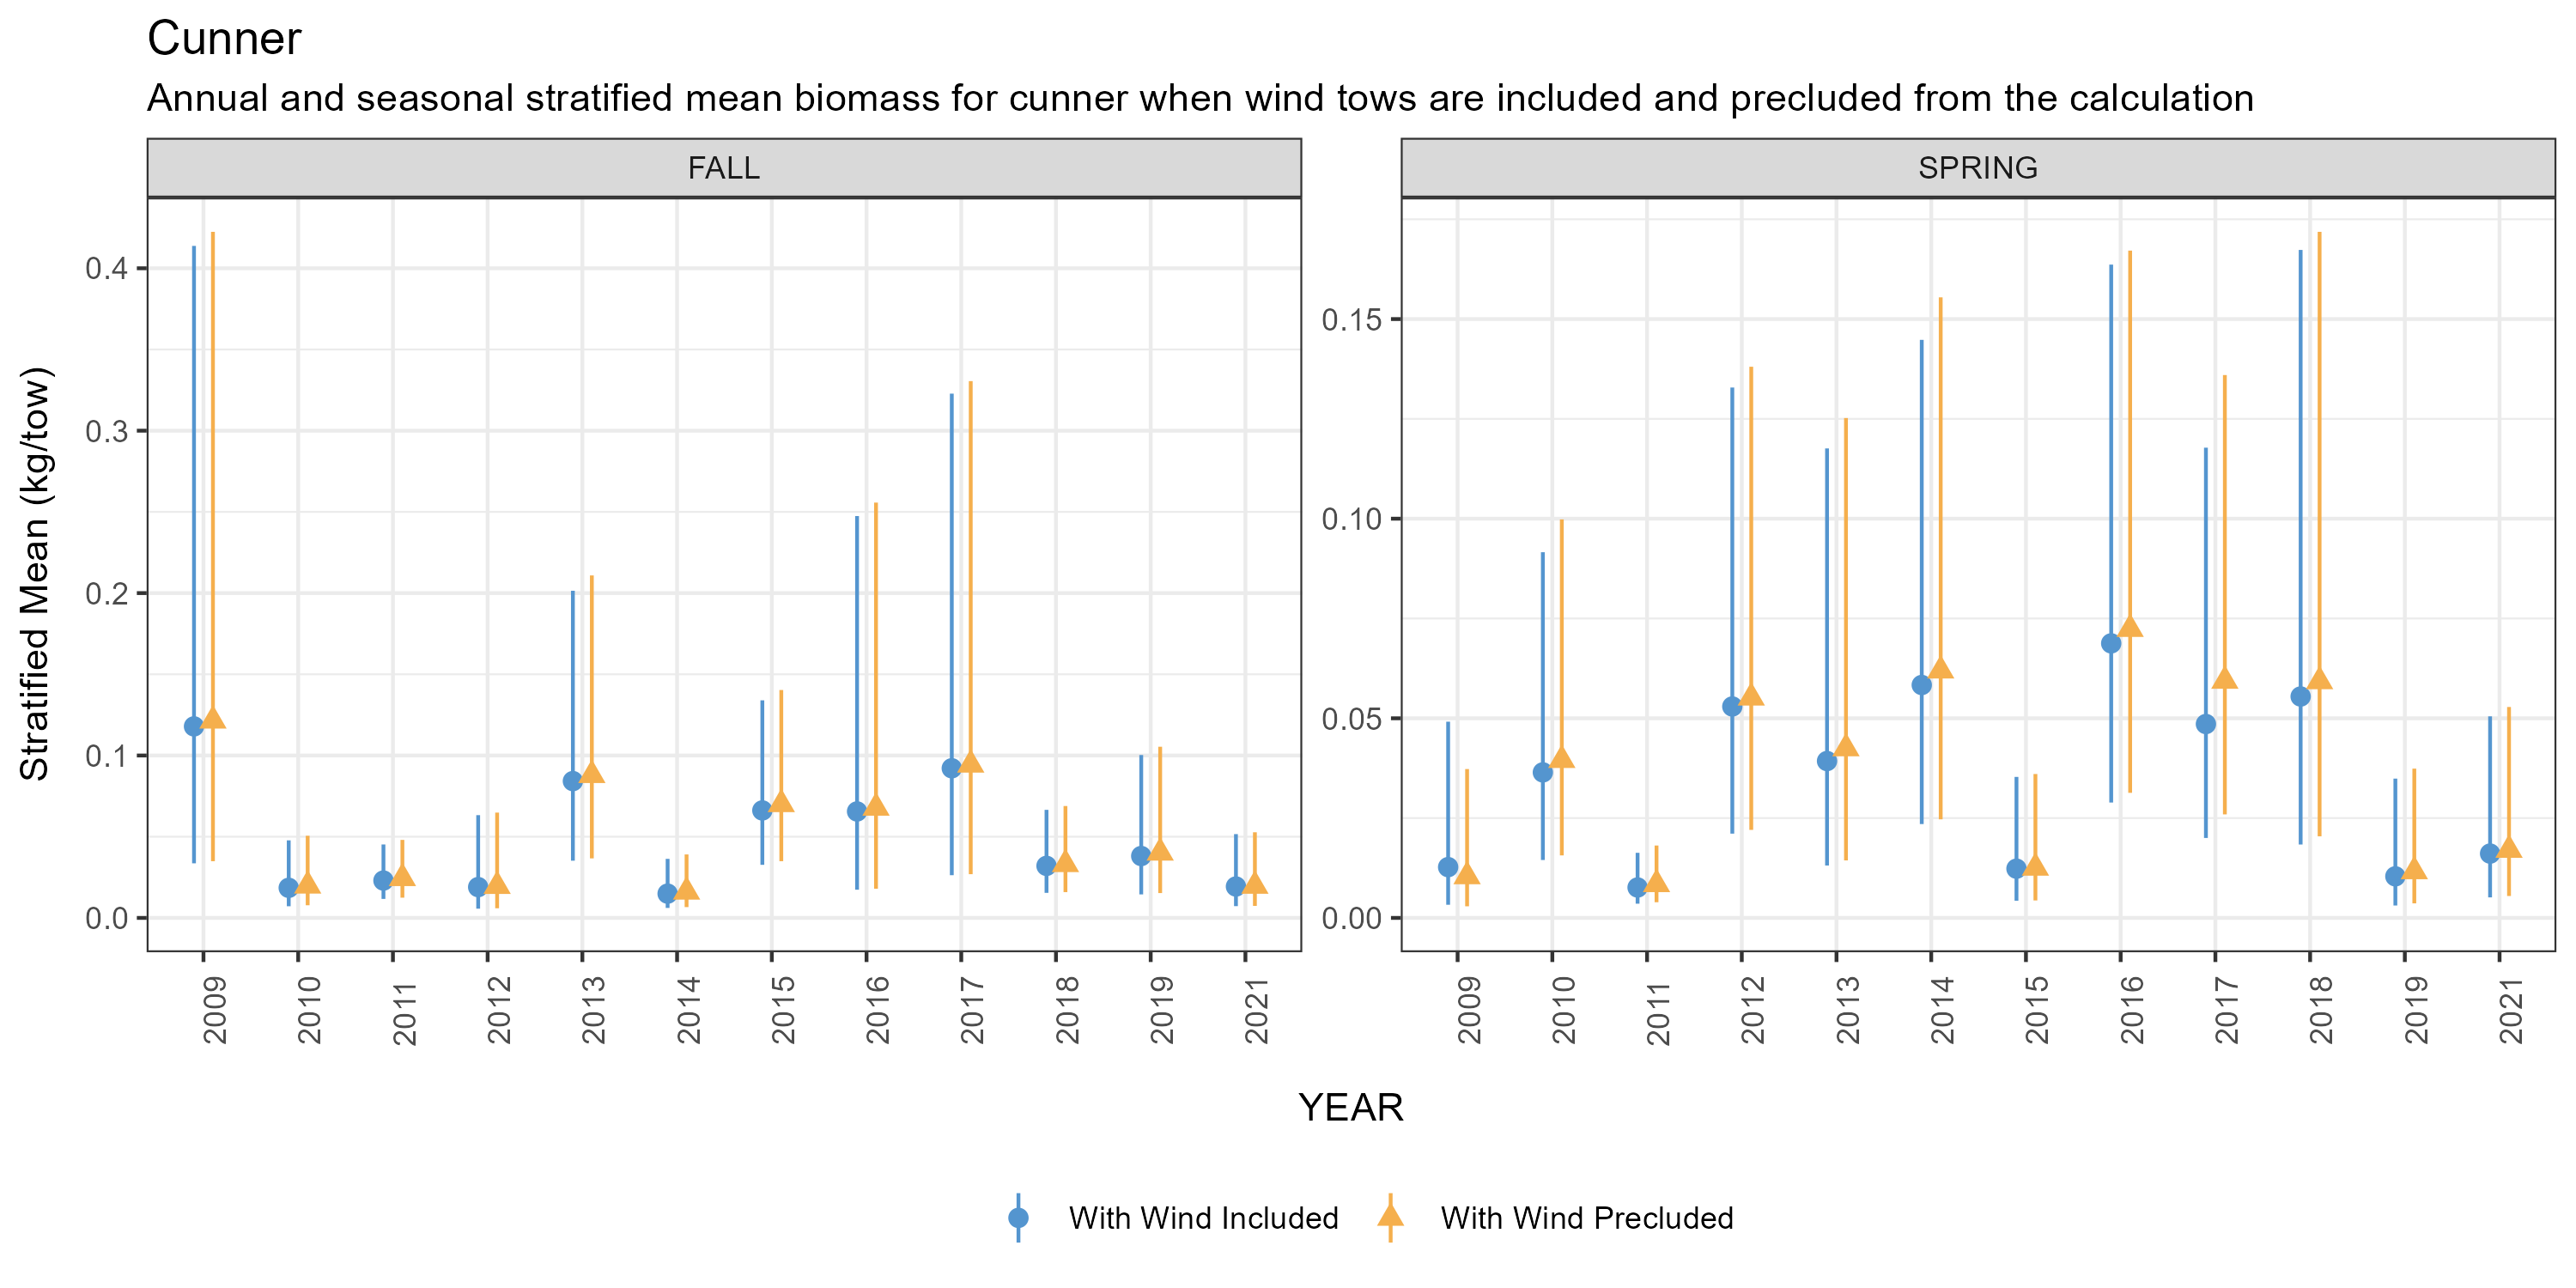 Cunner
Annual and seasonal stratified mean biomass for cunner when wind tows are included and precluded from the calculation
FALL
SPRING
Stratified Mean (kg/tow)
0.4
0.3
0.2
0.1
0.0
0.15
0.10
0.05
0.00
2009 2010 2011 2012 2013 2014 2015 2016 2017 2018 2019 2021
2009 2010 2011 2012 2013 2014 2015 2016 2017 2018 2019 2021
YEAR
With Wind Included
With Wind Precluded